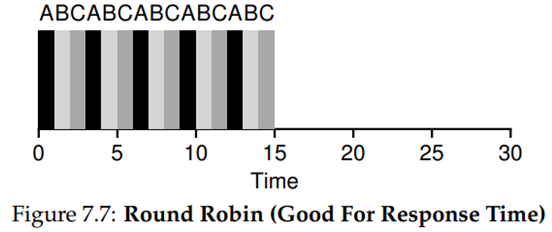 ABCABCABCABCABC
0 5 10 15 20 25 30
Time
Figure 7.7: Round Robin (Good For Response Time)